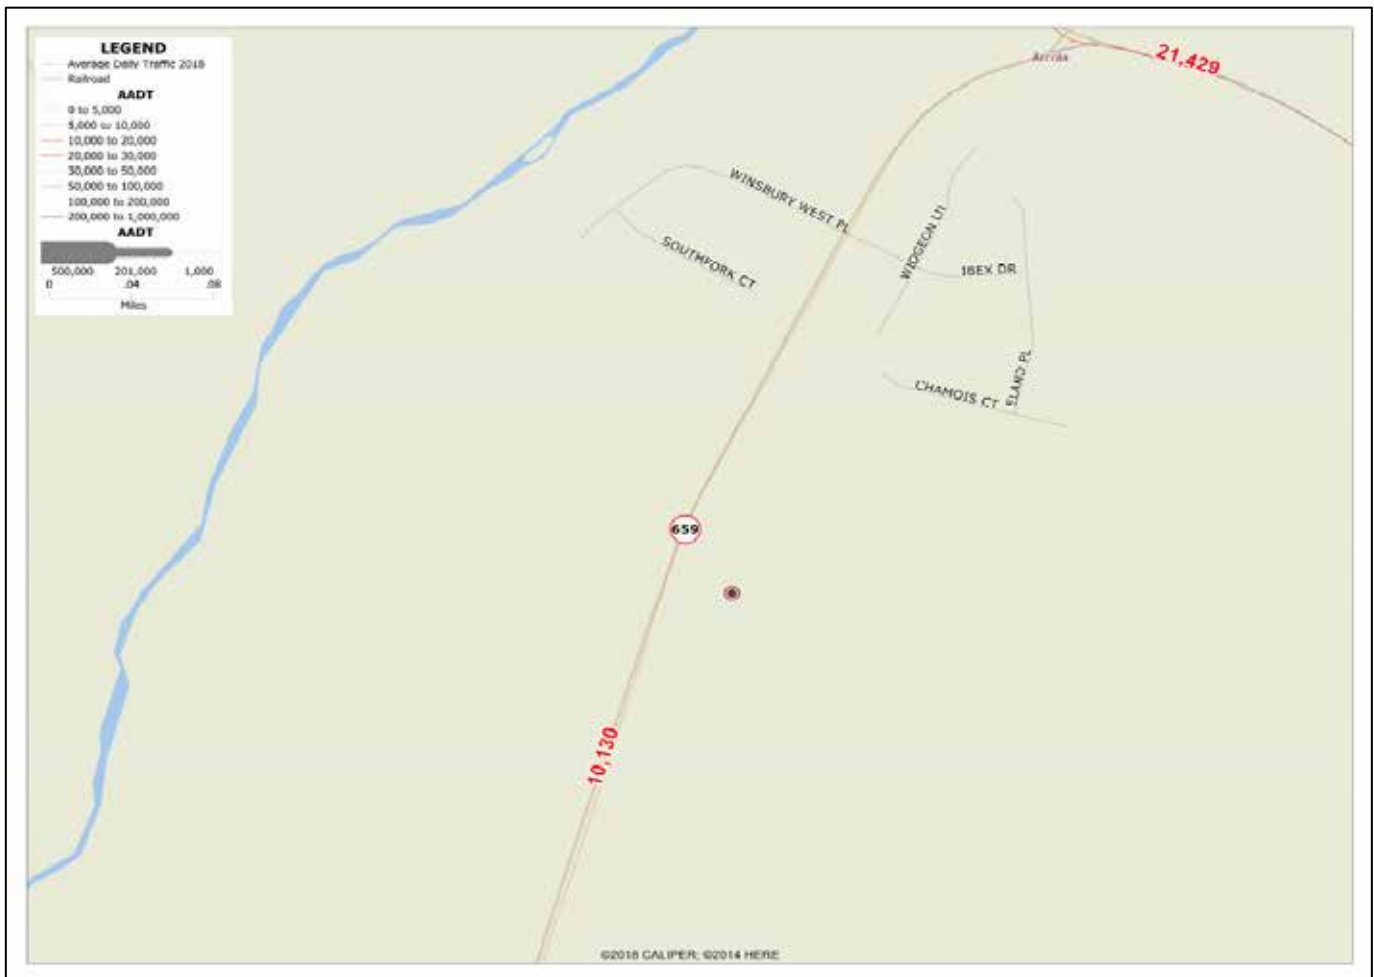 LEGEND
Average Daily Traffic 2018
Railroad
AADT
0 to 5,000
5,000 to 10,000
10,000 to 20,000
20,000 to 30,000
30,000 to 50,000
50,000 to 100,000
100,000 to 200,000
200,000 to 1,000,000
AADT
500,000 201,000 1,000
0 .04 .08
Miles
21,429
WINSBURY WEST PL
WIDGEON LN
SOUTHFORK CT
IBEX DR
ELAND PL
CHAMOIS CT
659
10,130
©2016 CALIPER; ©2014 HERE